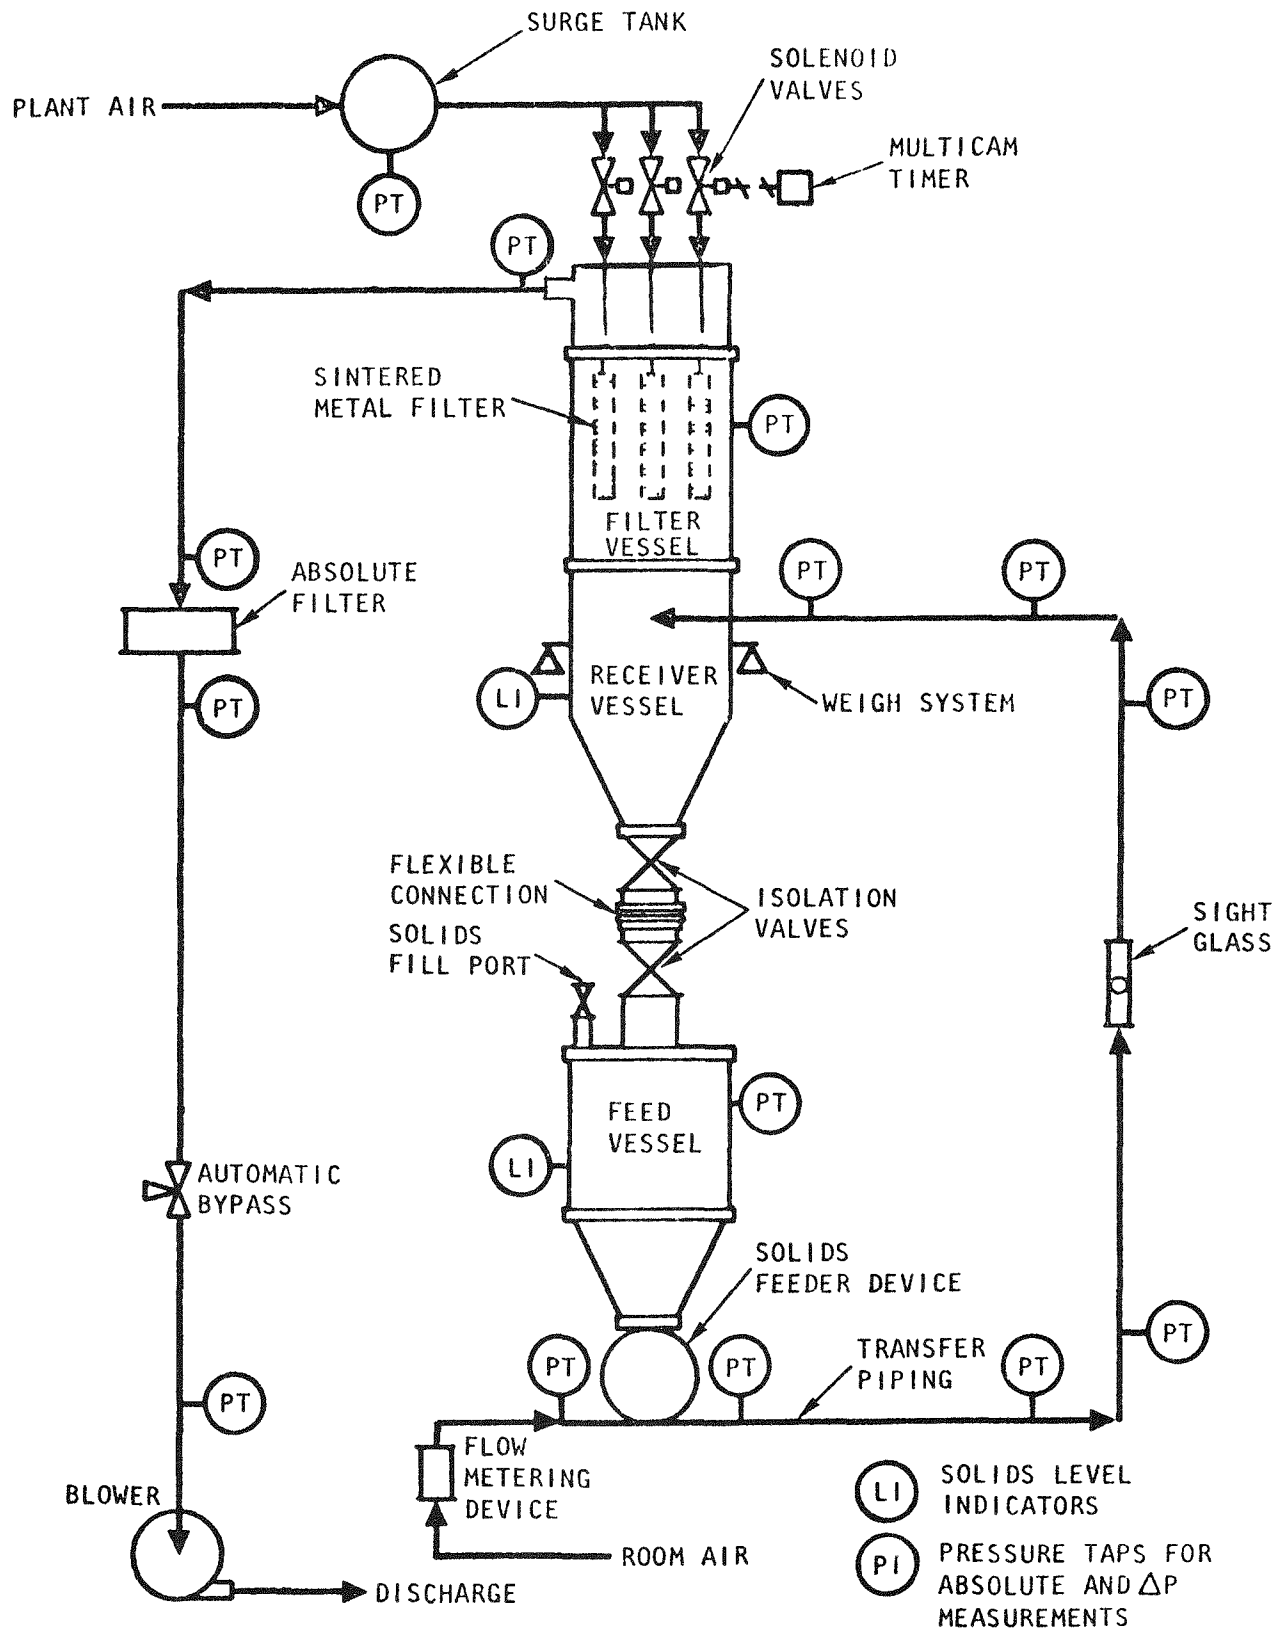 SURGE TANK
SOLENOID
VALVES
PLANT AIR
MULTICAM
TIMER
PT
PT
SINTERED
METAL FILTER
PT
FILTER
VESSEL
PT
ABSOLUTE
FILTER
PT
PT
RECEIVER
VESSEL
LI
WEIGH SYSTEM
PT
PT
FLEXIBLE
CONNECTION
ISOLATION
VALVES
SIGHT
GLASS
SOLIDS
FILL PORT
FEED
VESSEL
PT
LI
AUTOMATIC
BYPASS
SOLIDS
FEEDER DEVICE
PT
TRANSFER
PIPING
PT
PT
PT
PT
FLOW
METERING
DEVICE
BLOWER
ROOM AIR
DISCHARGE
LI
SOLIDS LEVEL
INDICATORS
PI
PRESSURE TAPS FOR
ABSOLUTE AND ΔP
MEASUREMENTS